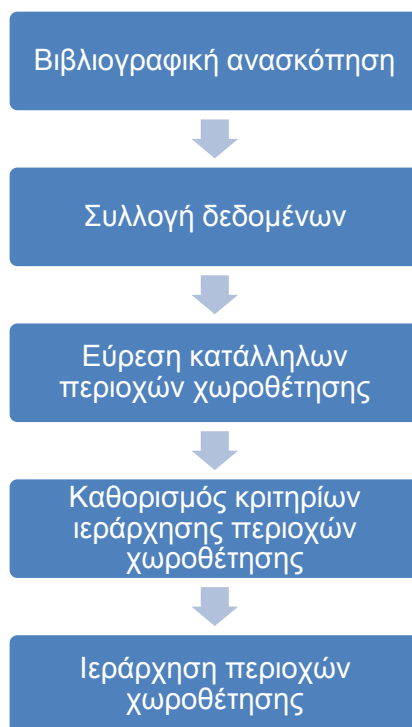 Βιβλιογραφική ανασκόπηση
Συλλογή δεδομένων
Εύρεση κατάλληλων
περιοχών χωροθέτησης
Καθορισμός κριτηρίων
ιεράρχησης περιοχών
χωροθέτησης
Ιεράρχηση περιοχών
χωροθέτησης